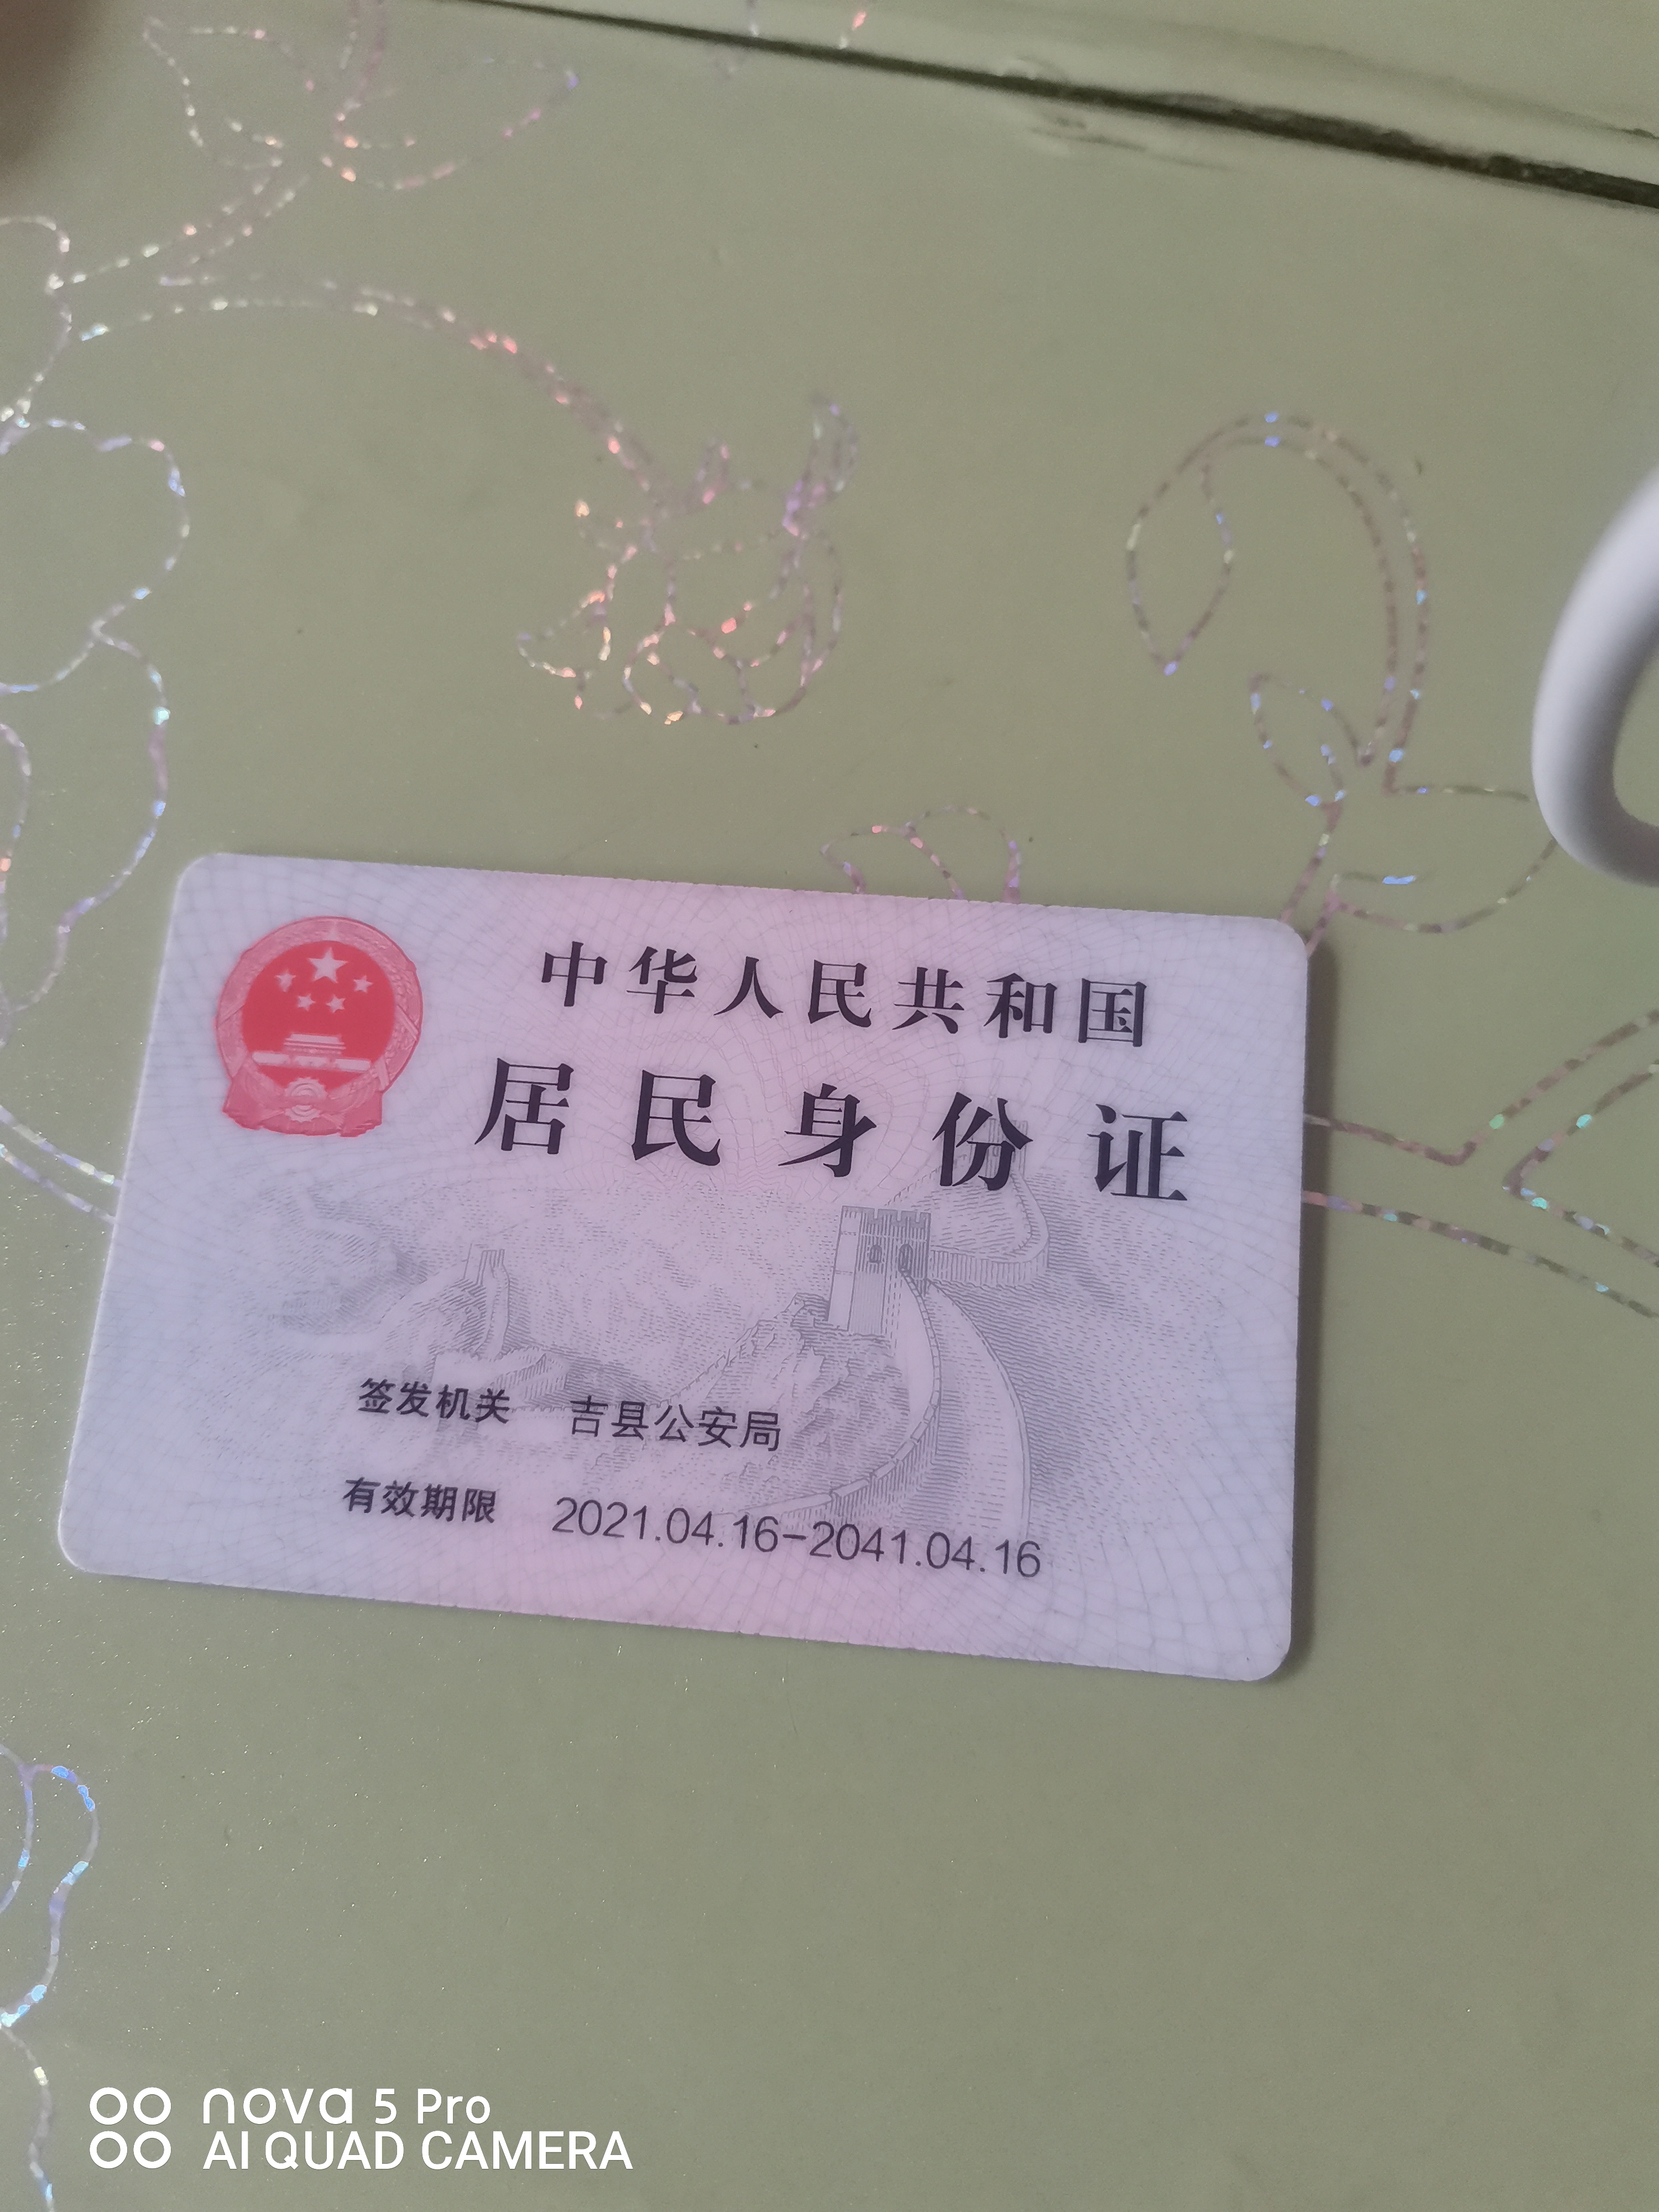 中华人民共和国
居民身份证
签发机关 吉县公安局
有效期限 2021.04.16-2041.04.16
nova 5 Pro
AI QUAD CAMERA